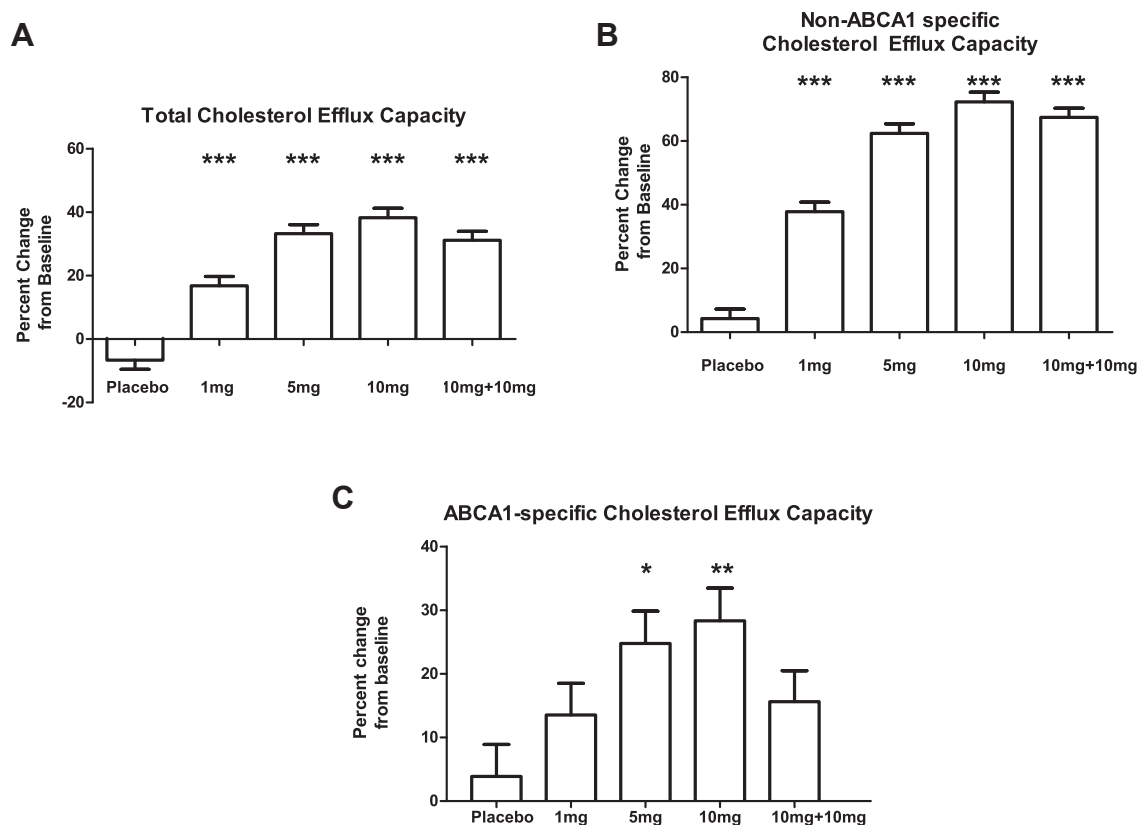 A
Total Cholesterol Efflux Capacity
Percent Change
from Baseline
60
40
20
0
-20
*** *** *** ***
Placebo 1mg 5mg 10mg 10mg+10mg
B
Non-ABCA1 specific
Cholesterol Efflux Capacity
Percent Change
from Baseline
80
60
40
20
0
*** *** *** ***
Placebo 1mg 5mg 10mg 10mg+10mg
C
ABCA1-specific Cholesterol Efflux Capacity
Percent change
from baseline
40
30
20
10
0
* **
Placebo 1mg 5mg 10mg 10mg+10mg